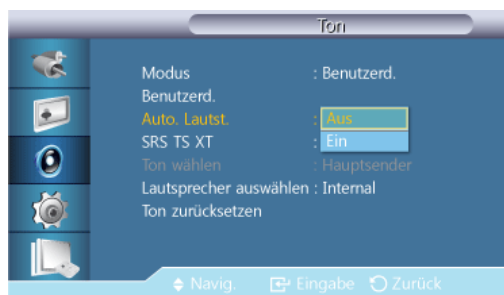 Ton
Modus : Benutzerd.
Benutzerd.
Auto. Lautst. : Aus
SRS TS XT : Ein
Ton wählen : Hauptsender
Lautsprecher auswählen : Internal
Ton zurücksetzen
Navig. Eingabe Zurück